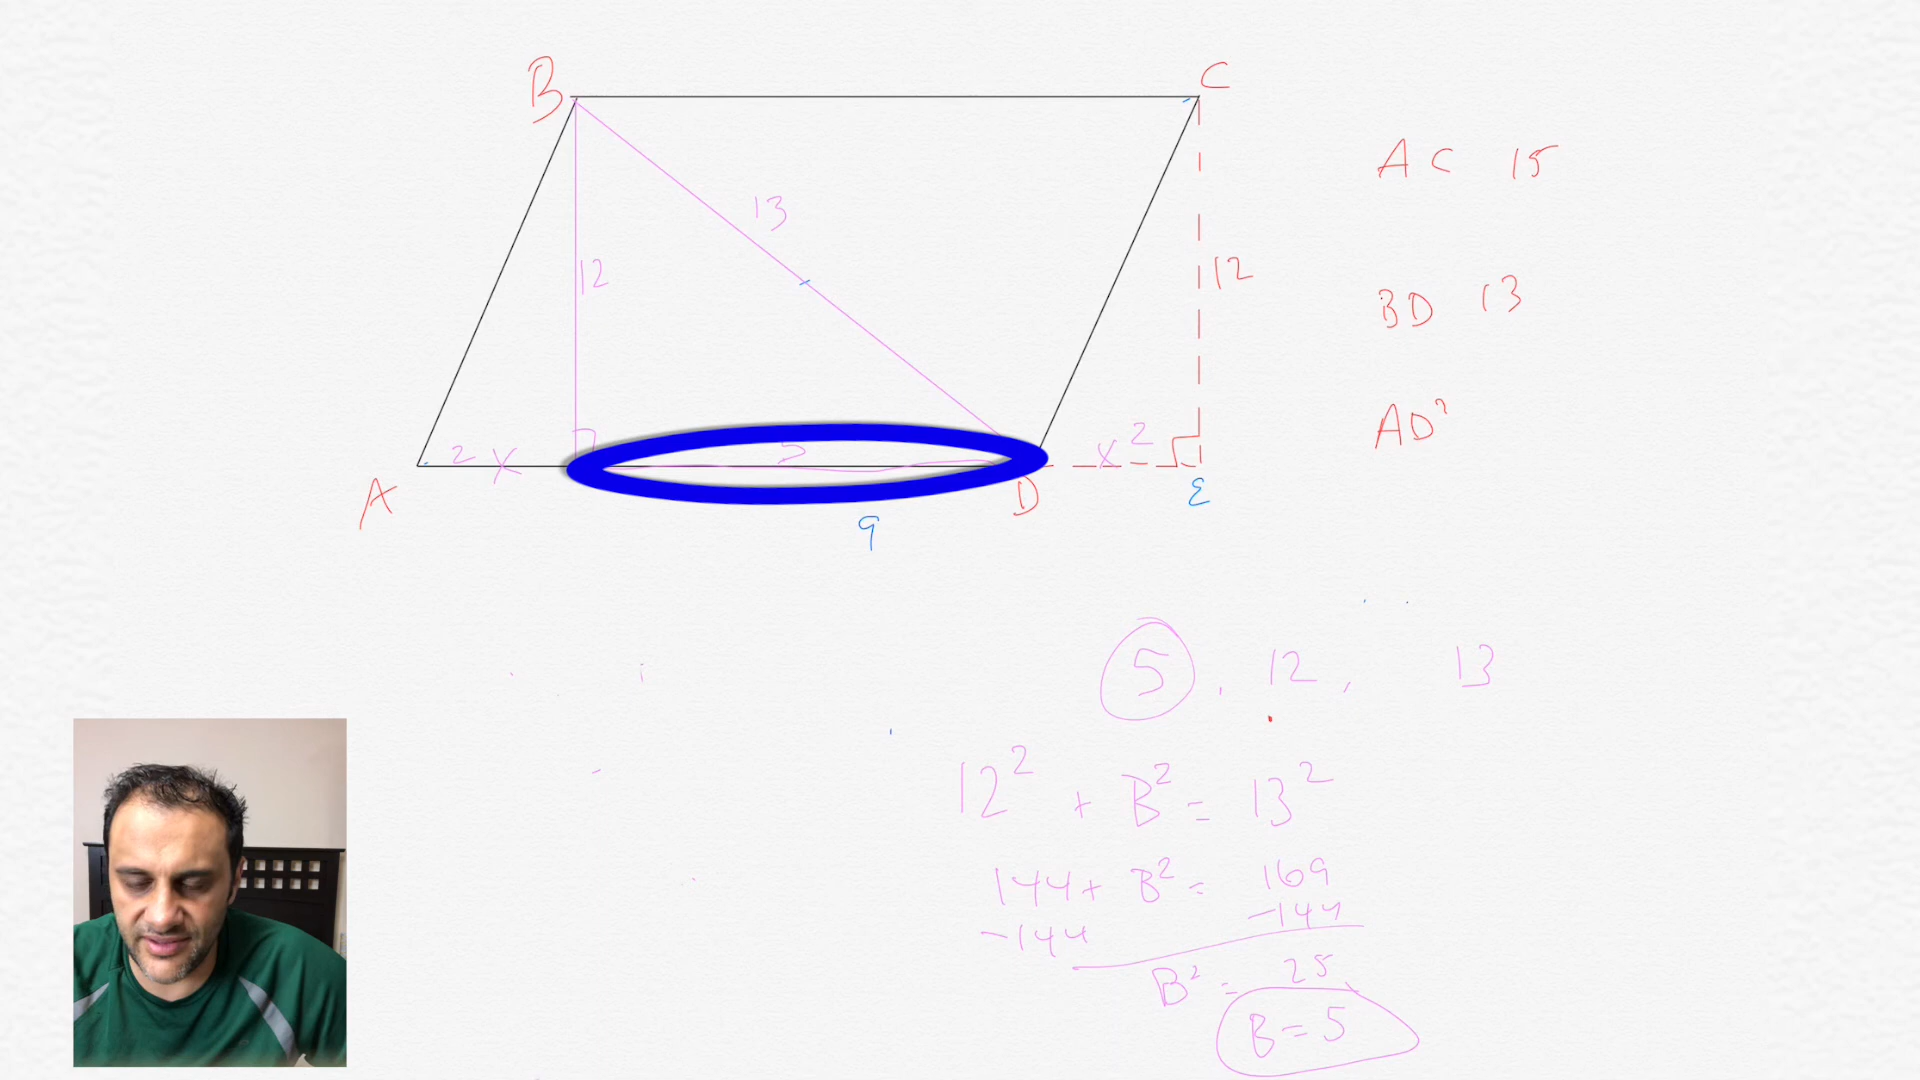 B
C
13
AC 15
12
12
BD 13
AD?
2 x
5
x 2
A
D
E
9
5, 12, 13
12² + B² = 13²
144 + B² = 169
-144 -144
B² = 25
B = 5